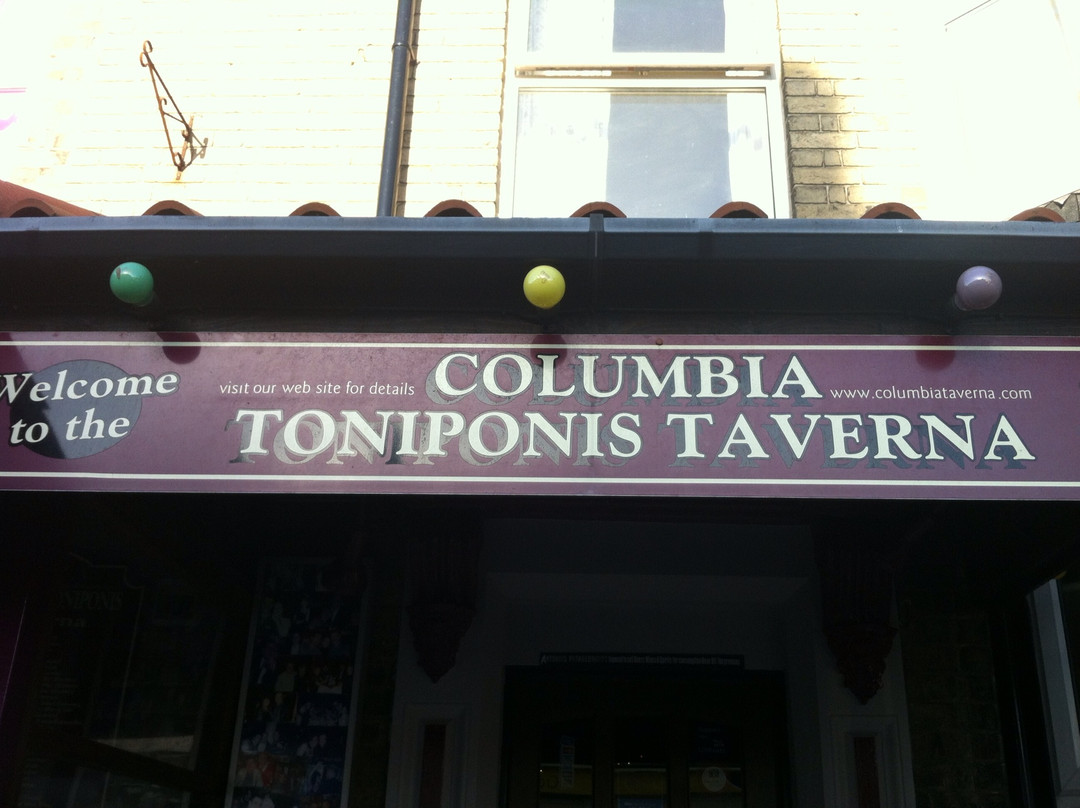 Welcome
to the
visit our web site for details
COLUMBIA
www.columbiataverna.com
TONIPONIS TAVERNA